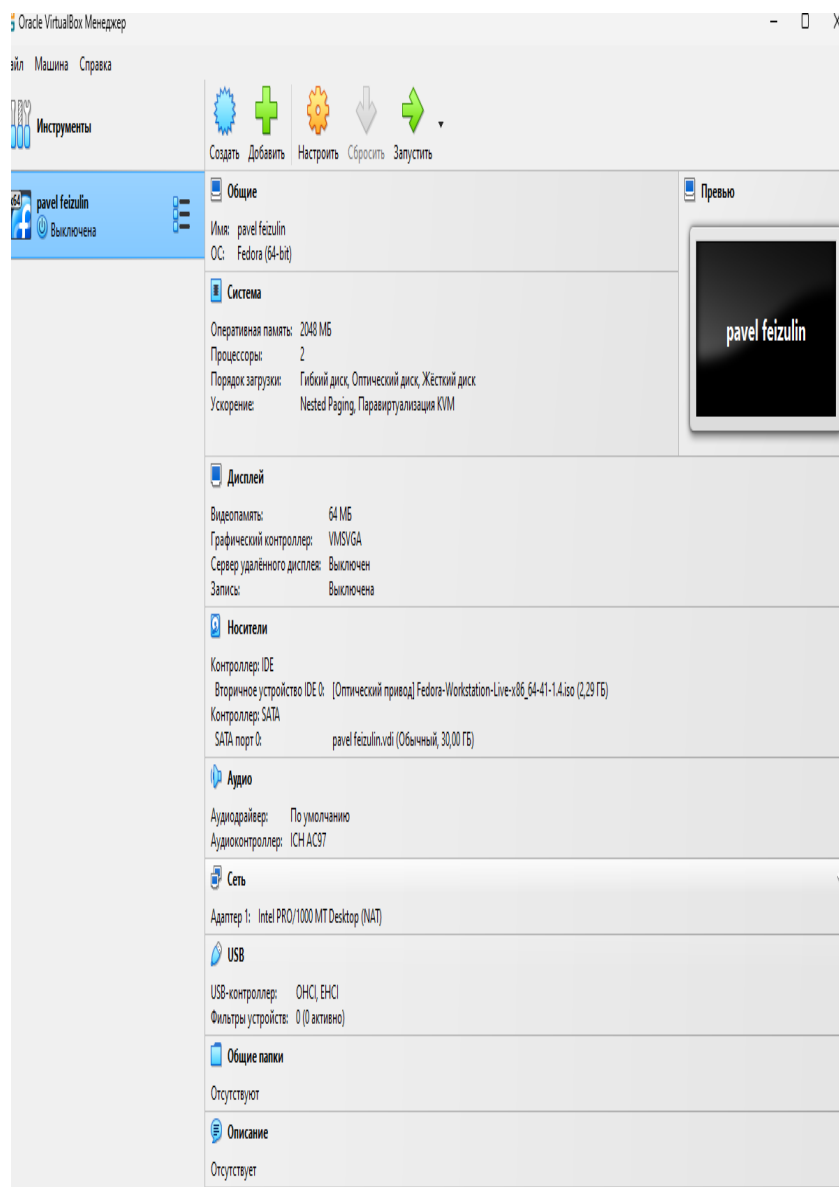 Oracle VirtualBox Менеджер
айл Машина Справка
Инструменты
Создать Добавить Настроить Сбросить Запустить
x64
pavel feizulin
Выключена
Общие
Имя: pavel feizulin
ОС: Fedora (64-bit)
Превью
pavel feizulin
Система
Оперативная память: 2048 МБ
Процессоры: 2
Порядок загрузки: Гибкий диск, Оптический диск, Жёсткий диск
Ускорение: Nested Paging, Паравиртуализация KVM
Дисплей
Видеопамять: 64 МБ
Графический контроллер: VMSVGA
Сервер удалённого дисплея: Выключен
Запись: Выключена
Носители
Контроллер: IDE
Вторичное устройство IDE 0: [Оптический привод] Fedora-Workstation-Live-x86_64-41-1.4.iso (2,29 ГБ)
Контроллер: SATA
SATA порт 0: pavel feizulin.vdi (Обычный, 30,00 ГБ)
Аудио
Аудиодрайвер: По умолчанию
Аудиоконтроллер: ICH AC97
Сеть
Адаптер 1: Intel PRO/1000 MT Desktop (NAT)
USB
USB-контроллер: OHCI, EHCI
Фильтры устройств: 0 (0 активно)
Общие папки
Отсутствуют
Описание
Отсутствует